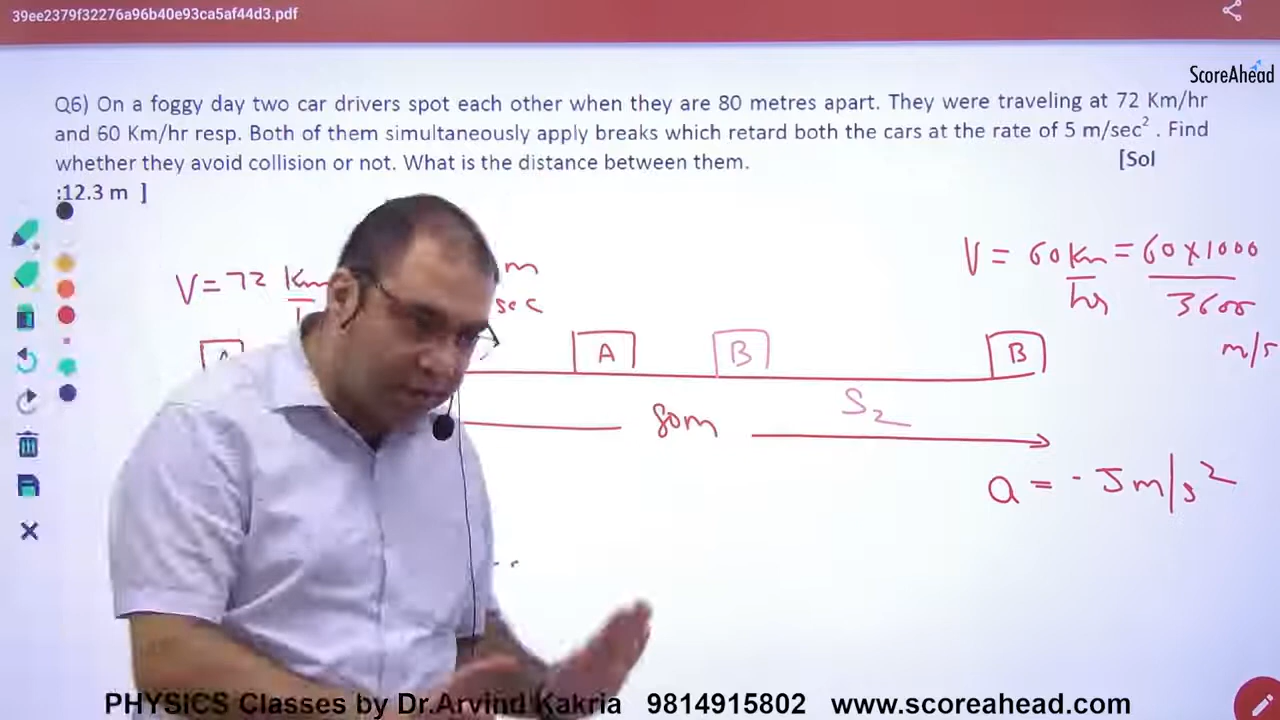 39ee2379f32276a96b40e93ca5af44d3.pdf
ScoreAhead
Q6) On a foggy day two car drivers spot each other when they are 80 metres apart. They were traveling at 72 Km/hr
and 60 Km/hr resp. Both of them simultaneously apply breaks which retard both the cars at the rate of 5 m/sec² . Find
whether they avoid collision or not. What is the distance between them. [Sol
:12.3 m ]
V = 72 Km
m
sec
V = 60 Km = 60 x 1000
hr 3600
m/s
A B B
80m S2
a = - 5 m/s²
PHYSICS Classes by Dr.Arvind Kakria 9814915802 www.scoreahead.com